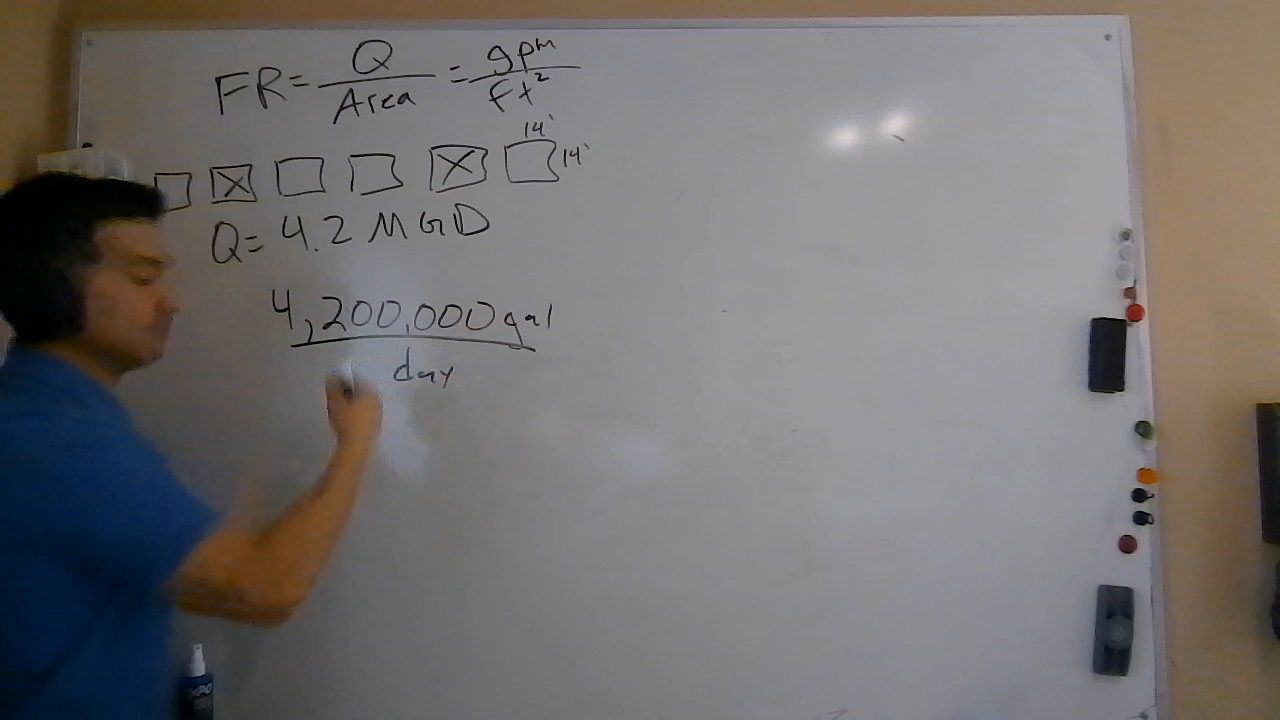 FR = Q / Area = gpm / ft²
14' 14'
Q = 4.2 MGD
4,200,000 gal
day